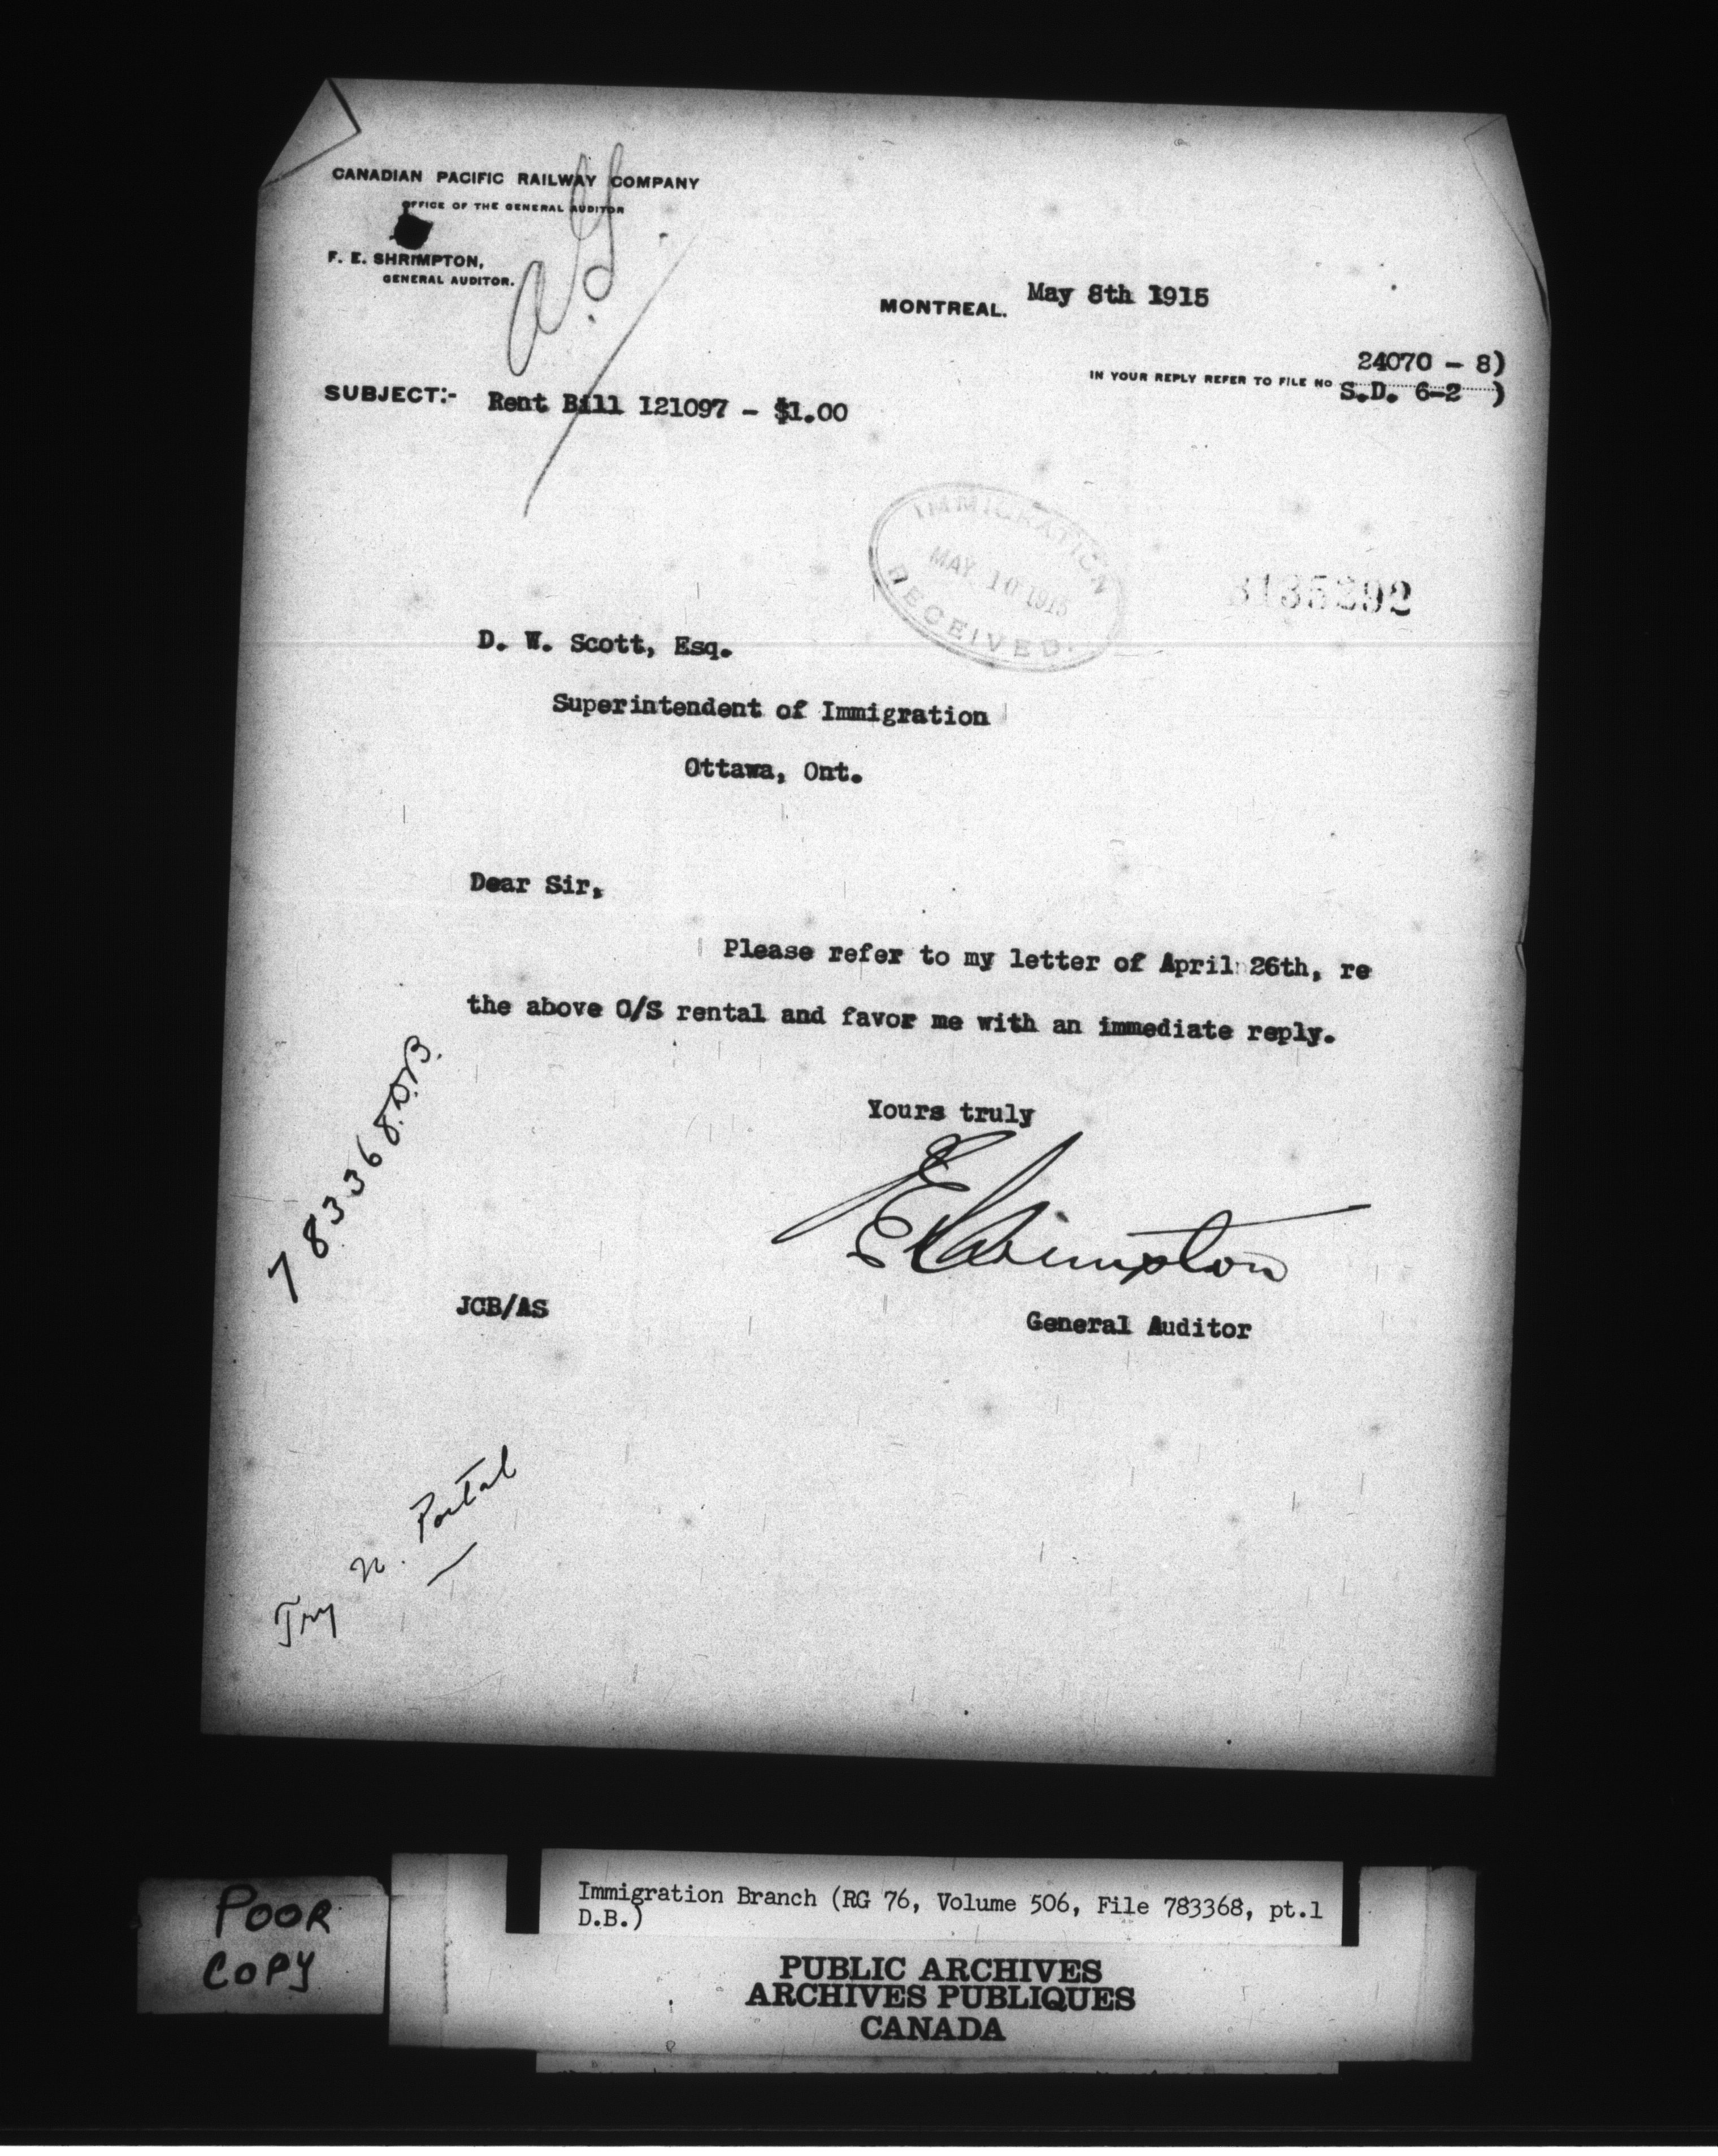 CANADIAN PACIFIC RAILWAY COMPANY
OFFICE OF THE GENERAL AUDITOR
F. E. SHRIMPTON,
GENERAL AUDITOR.
MONTREAL. May 8th 1915
24070 - 8)
IN YOUR REPLY REFER TO FILE NO S.D. 6-2 )
SUBJECT:- Rent Bill 121097 - $1.00
IMMIGRATION
MAY 10 1915
RECEIVED.
D. W. Scott, Esq.
Superintendent of Immigration
Ottawa, Ont.
Dear Sir,
Please refer to my letter of April 26th, re
the above O/S rental and favor me with an immediate reply.
Yours truly
F E Shrimpton
General Auditor
JCB/AS
783368 D.B.
Try N. Portal
POOR
COPY
Immigration Branch (RG 76, Volume 506, File 783368, pt.1
D.B.)
PUBLIC ARCHIVES
ARCHIVES PUBLIQUES
CANADA